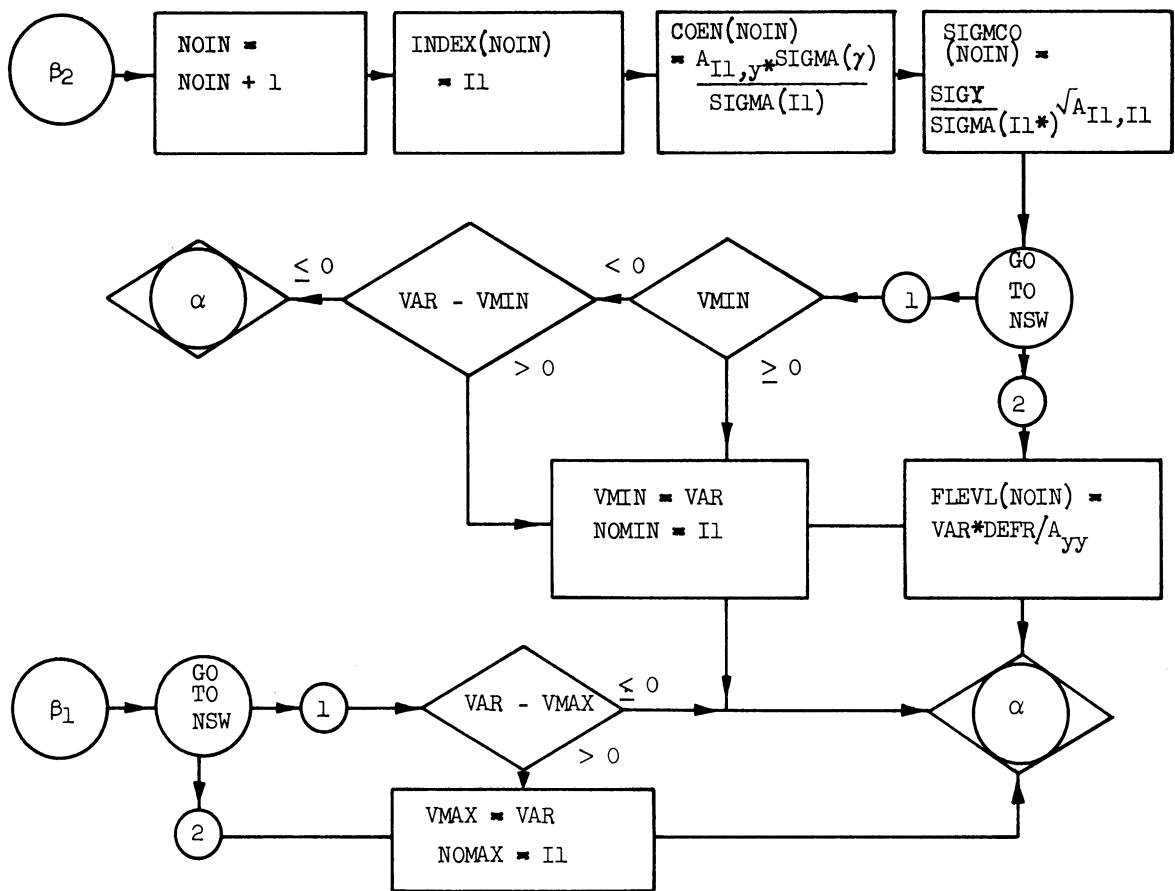 β2
NOIN =
NOIN + 1
INDEX(NOIN)
= I1
COEN(NOIN)
= A I1,y*SIGMA(γ)
SIGMA(I1)
SIGMCO
(NOIN) =
SIGY
SIGMA(I1*) √A I1,I1
α
≤ 0
VAR - VMIN
< 0
VMIN
1
GO
TO
NSW
> 0
≥ 0
2
VMIN = VAR
NOMIN = I1
FLEVL(NOIN) =
VAR*DEFR/Ayy
β1
GO
TO
NSW
1
VAR - VMAX
≤ 0
α
> 0
2
VMAX = VAR
NOMAX = I1